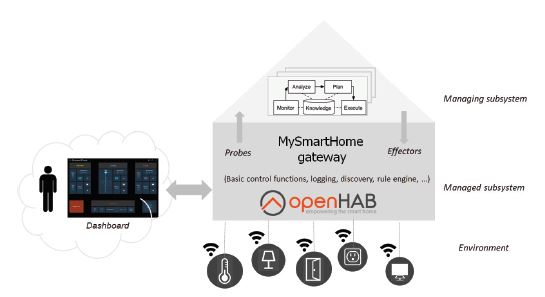 Analyze
Plan
Monitor
Knowledge
Execute
Managing subsystem
Probes
MySmartHome
gateway
Effectors
(Basic control functions, logging, discovery, rule engine, ...)
openHAB
empowering the smart home
Managed subsystem
Dashboard
Environment